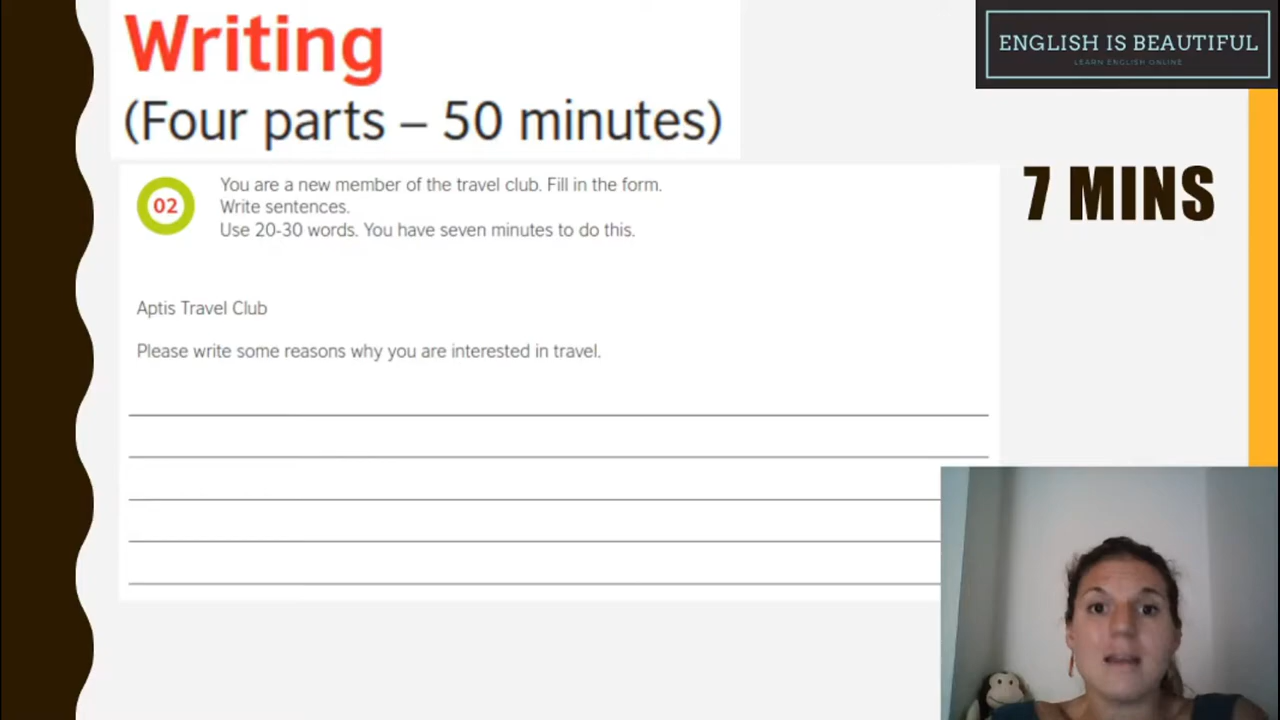 Writing
(Four parts – 50 minutes)
ENGLISH IS BEAUTIFUL
LEARN ENGLISH ONLINE
7 MINS
02
You are a new member of the travel club. Fill in the form.
Write sentences.
Use 20-30 words. You have seven minutes to do this.
Aptis Travel Club
Please write some reasons why you are interested in travel.